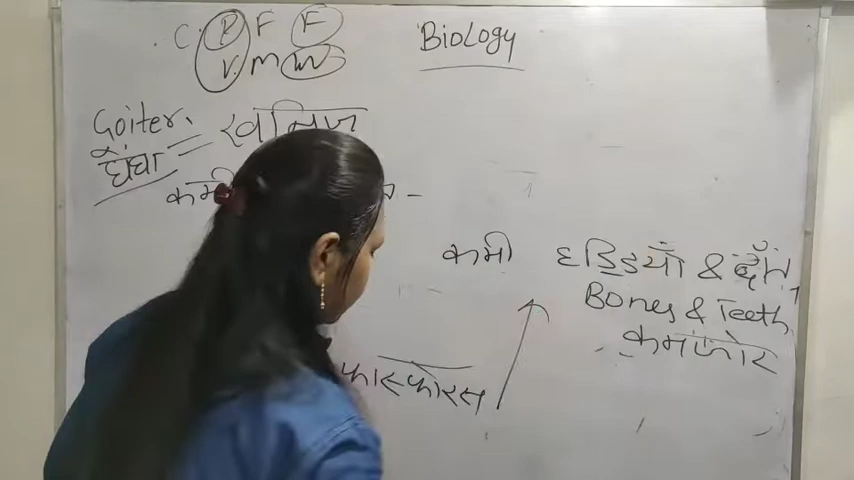 C. P F F
V. M W
Biology
Goiter.
घेंघा
खनिज
कमी -
कमी
हड्डियाँ & दाँत
Bones & Teeth
कमजोर
फास्फोरस